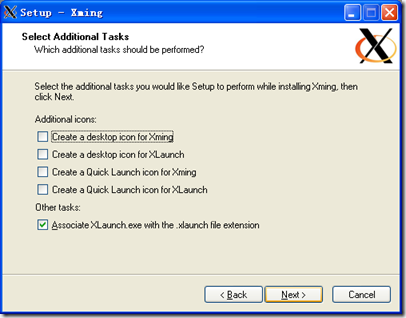 Setup - Xming
Select Additional Tasks
Which additional tasks should be performed?
Select the additional tasks you would like Setup to perform while installing Xming, then
click Next.
Additional icons:
Create a desktop icon for Xming
Create a desktop icon for XLaunch
Create a Quick Launch icon for Xming
Create a Quick Launch icon for XLaunch
Other tasks:
Associate XLaunch.exe with the .xlaunch file extension
< Back Next > Cancel